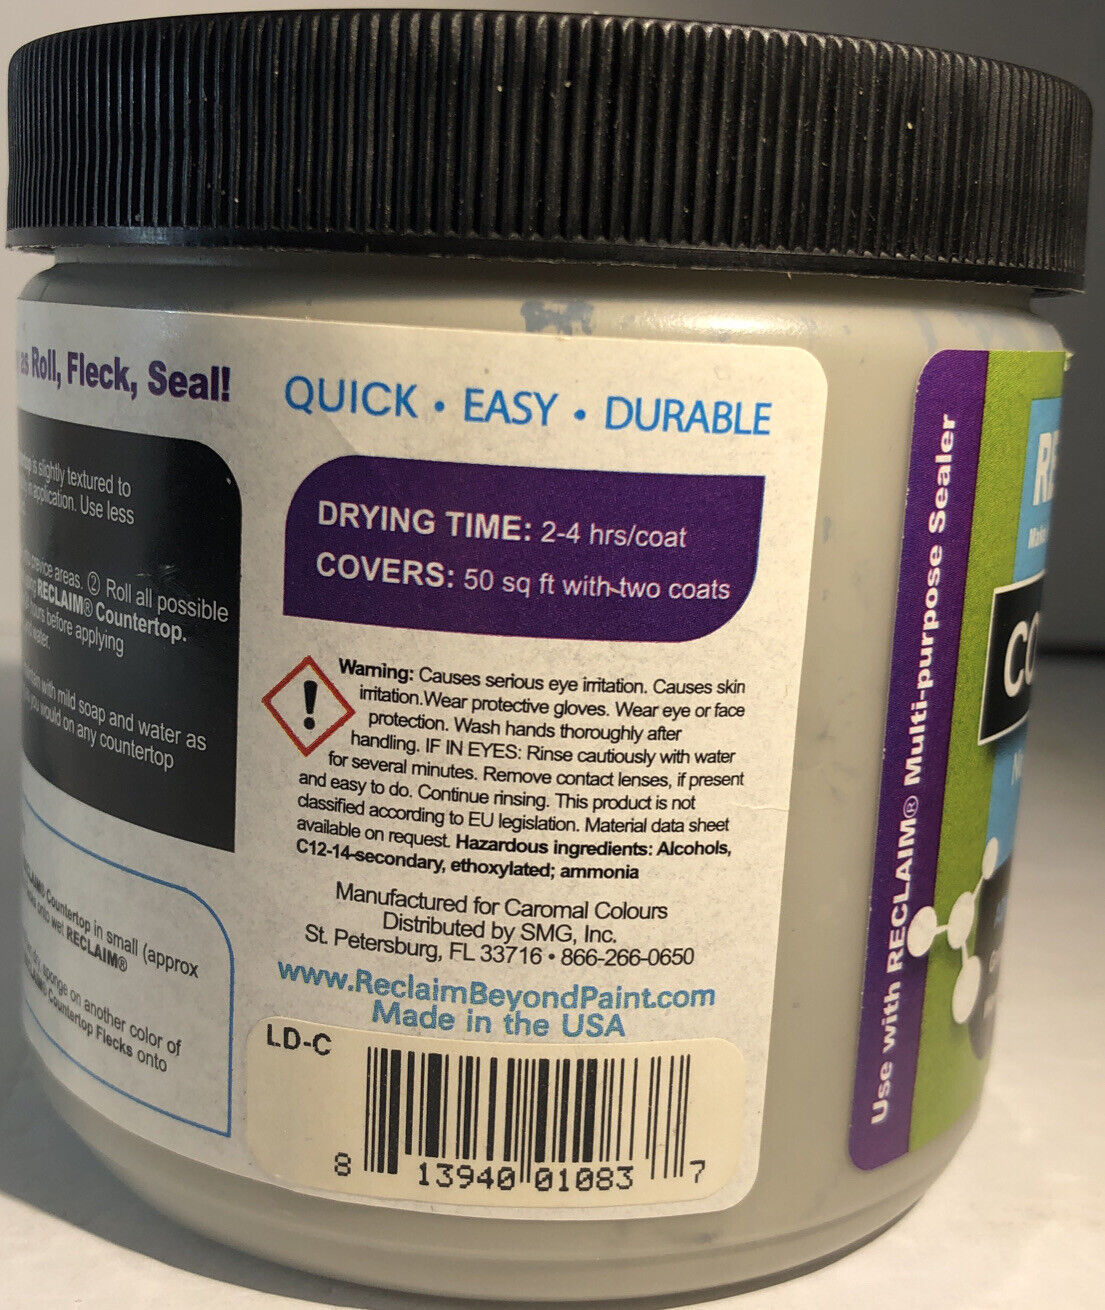 as Roll, Fleck, Seal!
is slightly textured to
application. Use less
crevice areas. ② Roll all possible
RECLAIM® Countertop.
hours before applying
water.
with mild soap and water as
you would on any countertop
Countertop in small (approx
onto wet RECLAIM®
sponge on another color of
Countertop Flecks onto
QUICK • EASY • DURABLE
DRYING TIME: 2-4 hrs/coat
COVERS: 50 sq ft with two coats
Warning: Causes serious eye irritation. Causes skin
irritation.Wear protective gloves. Wear eye or face
protection. Wash hands thoroughly after
handling. IF IN EYES: Rinse cautiously with water
for several minutes. Remove contact lenses, if present
and easy to do. Continue rinsing. This product is not
classified according to EU legislation. Material data sheet
available on request. Hazardous ingredients: Alcohols,
C12-14-secondary, ethoxylated; ammonia
Manufactured for Caromal Colours
Distributed by SMG, Inc.
St. Petersburg, FL 33716 • 866-266-0650
www.ReclaimBeyondPaint.com
Made in the USA
LD-C
8 13940 01083 7
Use with RECLAIM® Multi-purpose Sealer